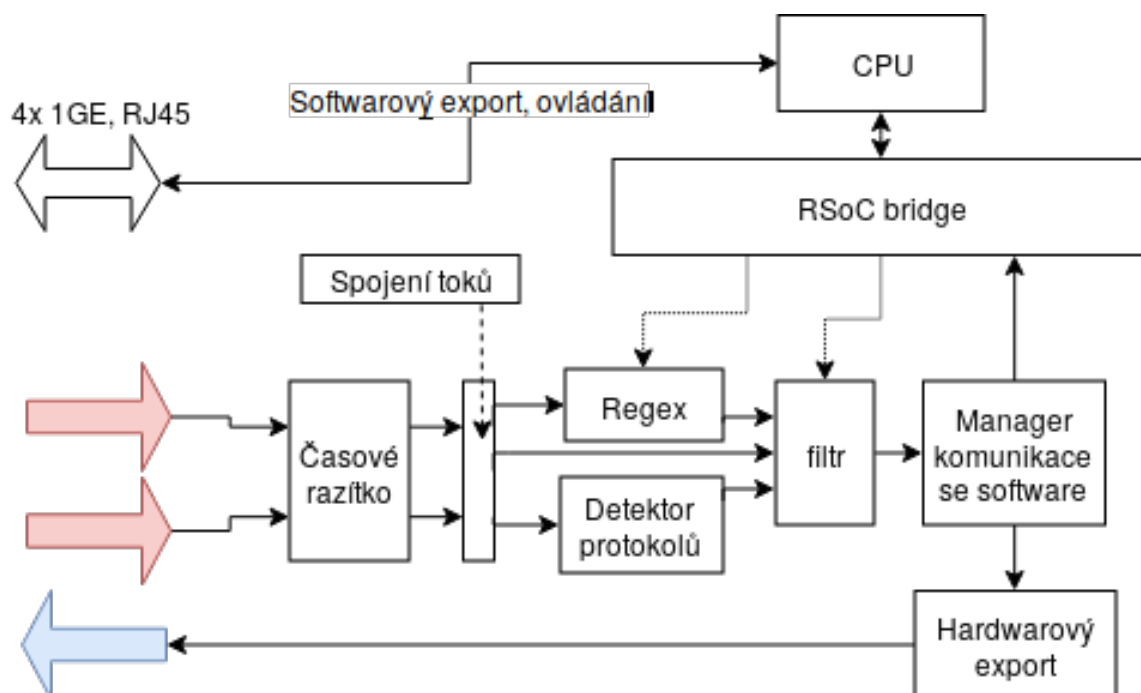 CPU
Softwarový export, ovládání
4x 1GE, RJ45
RSoC bridge
Spojení toků
Časové
razítko
Regex
Detektor
protokolů
filtr
Manager
komunikace
se software
Hardwarový
export